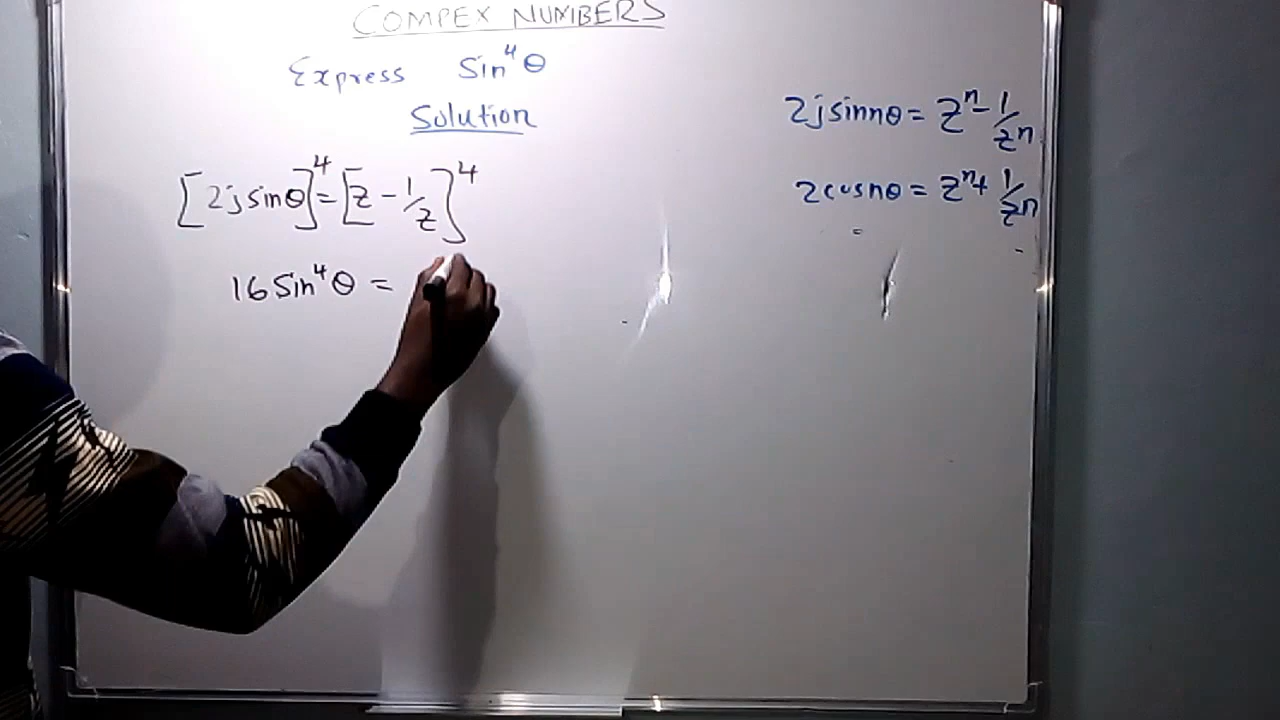 COMPEX NUMBERS
Express Sin⁴θ
Solution
[2jsinθ]⁴=[z - 1/z]⁴
16Sin⁴θ =
2jsinnθ = zⁿ - 1/zⁿ
2cosnθ = zⁿ + 1/zⁿ